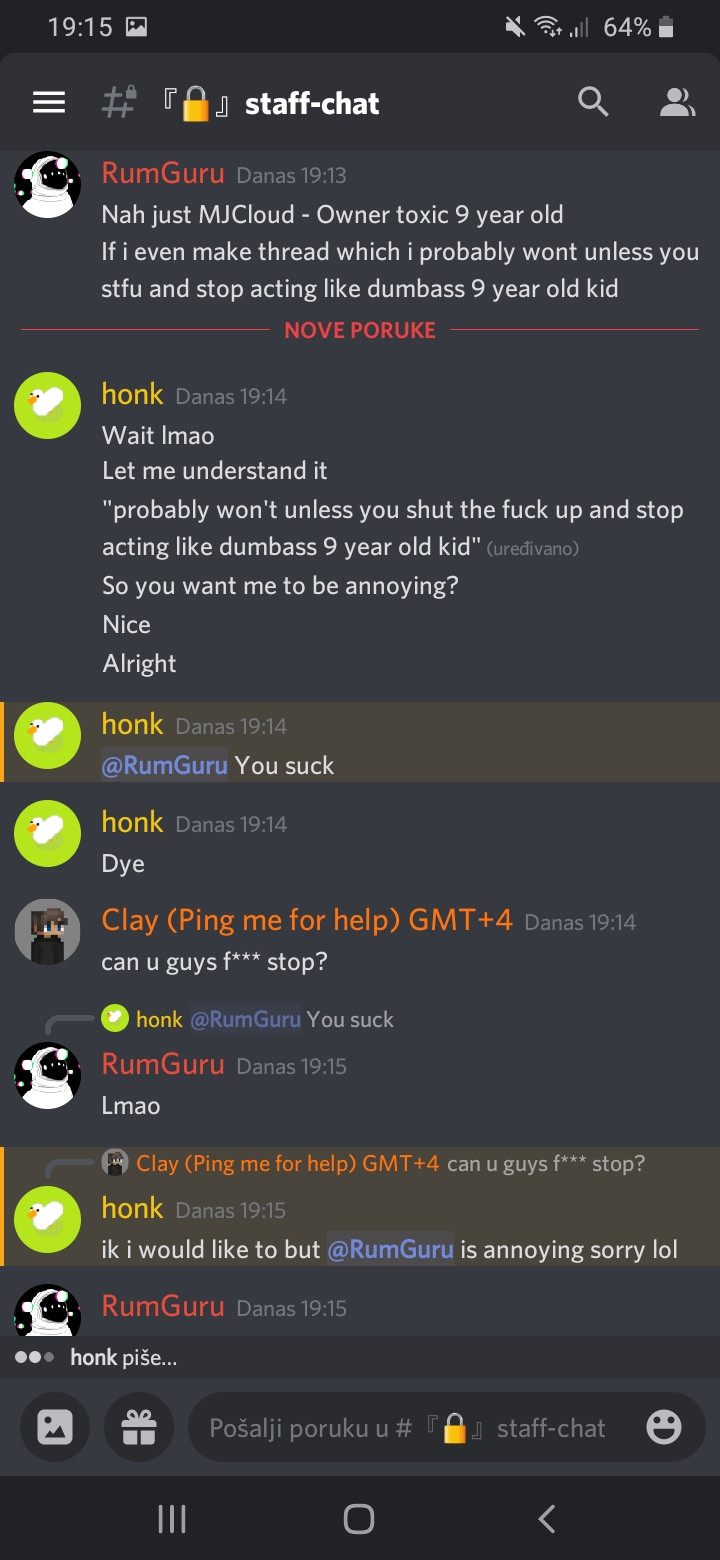 19:15 64%
『🔒』 staff-chat
RumGuru Danas 19:13
Nah just MJCloud - Owner toxic 9 year old
If i even make thread which i probably wont unless you
stfu and stop acting like dumbass 9 year old kid
NOVE PORUKE
honk Danas 19:14
Wait lmao
Let me understand it
"probably won't unless you shut the fuck up and stop
acting like dumbass 9 year old kid" (uređivano)
So you want me to be annoying?
Nice
Alright
honk Danas 19:14
@RumGuru You suck
honk Danas 19:14
Dye
Clay (Ping me for help) GMT+4 Danas 19:14
can u guys f*** stop?
honk @RumGuru You suck
RumGuru Danas 19:15
Lmao
Clay (Ping me for help) GMT+4 can u guys f*** stop?
honk Danas 19:15
ik i would like to but @RumGuru is annoying sorry lol
RumGuru Danas 19:15
honk piše...
Pošalji poruku u # 『🔒』 staff-chat